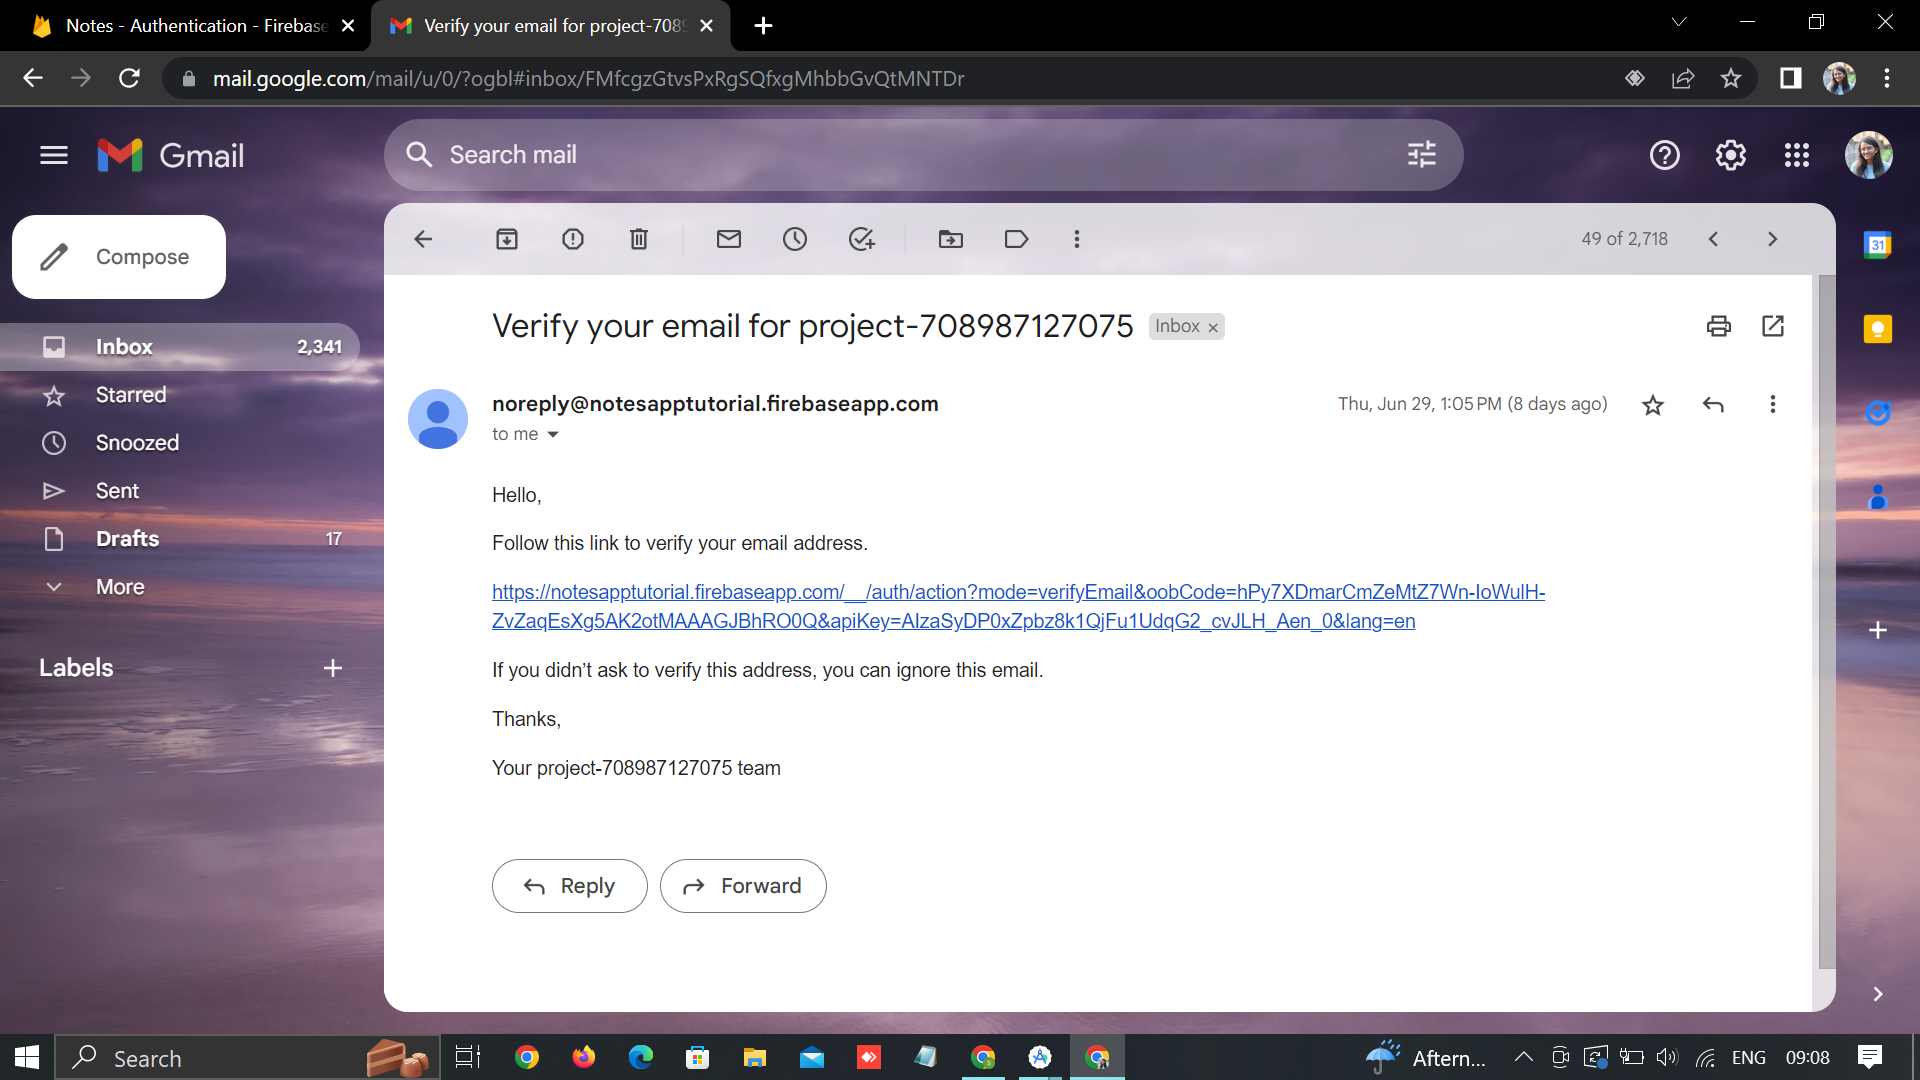 Notes - Authentication - Firebase
Verify your email for project-708
mail.google.com/mail/u/0/?ogbl#inbox/FMfcgzGtvsPxRgSQfxgMhbbGvQtMNTDr
Gmail
Search mail
Compose
49 of 2,718
31
Verify your email for project-708987127075
Inbox ×
Inbox 2,341
Starred
Snoozed
Sent
Drafts 17
More
Labels
noreply@notesapptutorial.firebaseapp.com
Thu, Jun 29, 1:05 PM (8 days ago)
to me
Hello,
Follow this link to verify your email address.
https://notesapptutorial.firebaseapp.com/__/auth/action?mode=verifyEmail&oobCode=hPy7XDmarCmZeMtZ7Wn-IoWulH-
ZvZaqEsXg5AK2otMAAAGJBhRO0Q&apiKey=AIzaSyDP0xZpbz8k1QjFu1UdqG2_cvJLH_Aen_0&lang=en
If you didn’t ask to verify this address, you can ignore this email.
Thanks,
Your project-708987127075 team
Reply
Forward
Search
Aftern...
ENG
09:08